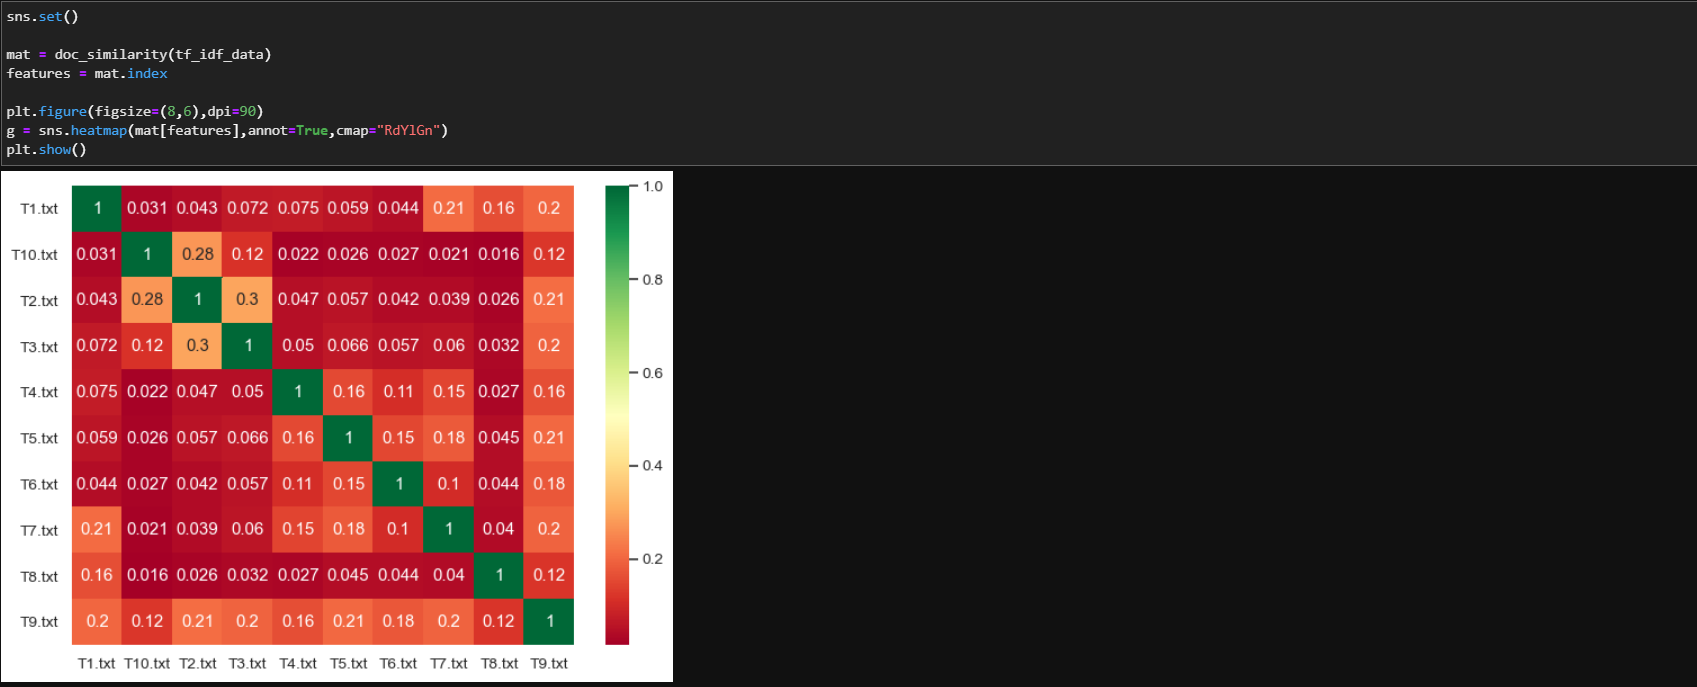 sns.set()
mat = doc_similarity(tf_idf_data)
features = mat.index
plt.figure(figsize=(8,6),dpi=90)
g = sns.heatmap(mat[features],annot=True,cmap="RdYlGn")
plt.show()
T1.txt 1 0.031 0.043 0.072 0.075 0.059 0.044 0.21 0.16 0.2
T10.txt 0.031 1 0.28 0.12 0.022 0.026 0.027 0.021 0.016 0.12
T2.txt 0.043 0.28 1 0.3 0.047 0.057 0.042 0.039 0.026 0.21
T3.txt 0.072 0.12 0.3 1 0.05 0.066 0.057 0.06 0.032 0.2
T4.txt 0.075 0.022 0.047 0.05 1 0.16 0.11 0.15 0.027 0.16
T5.txt 0.059 0.026 0.057 0.066 0.16 1 0.15 0.18 0.045 0.21
T6.txt 0.044 0.027 0.042 0.057 0.11 0.15 1 0.1 0.044 0.18
T7.txt 0.21 0.021 0.039 0.06 0.15 0.18 0.1 1 0.04 0.2
T8.txt 0.16 0.016 0.026 0.032 0.027 0.045 0.044 0.04 1 0.12
T9.txt 0.2 0.12 0.21 0.2 0.16 0.21 0.18 0.2 0.12 1
T1.txt T10.txt T2.txt T3.txt T4.txt T5.txt T6.txt T7.txt T8.txt T9.txt
1.0
0.8
0.6
0.4
0.2